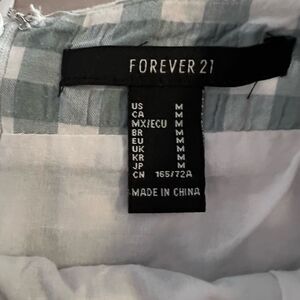 FOREVER 21
US M
CA M
MX/ECU M
BR M
EU M
UK M
KR M
JP M
CN 165/72A
MADE IN CHINA